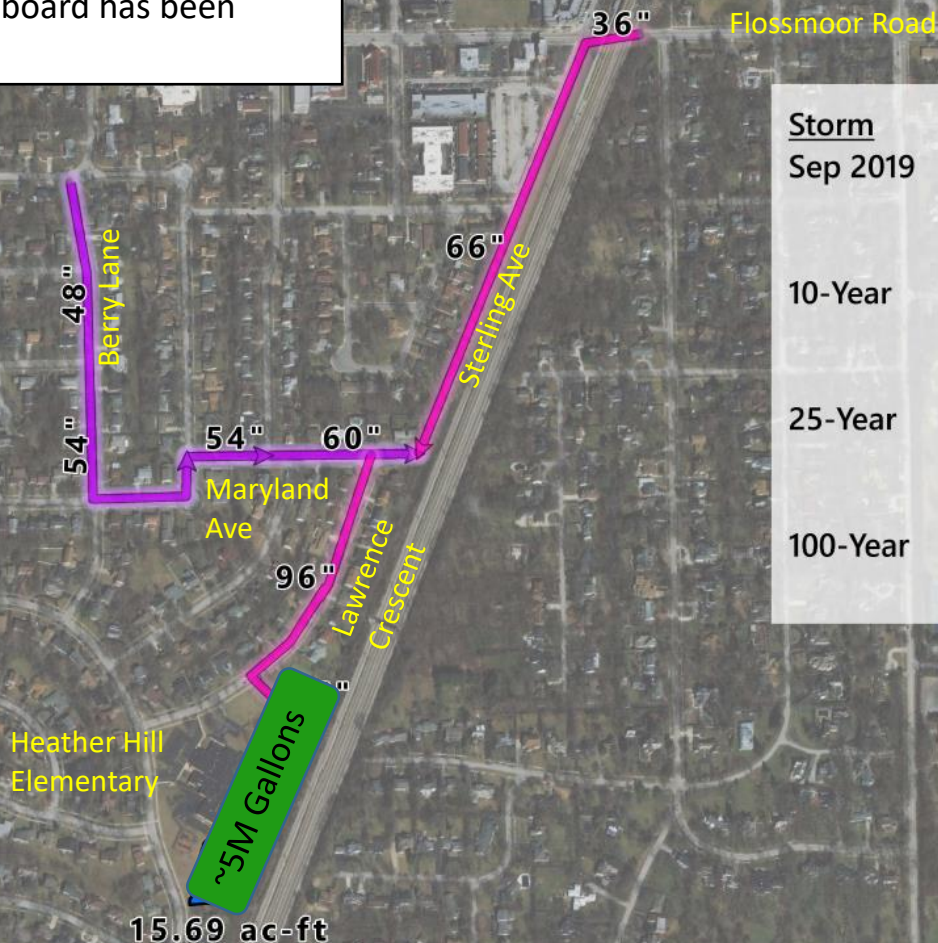 board has been
36"
Flossmoor Road
Storm
Sep 2019
10-Year
25-Year
100-Year
66"
Sterling Ave
48"
Berry Lane
54"
54"
60"
Maryland
Ave
96"
Lawrence
Crescent
"
Heather Hill
Elementary
~5M Gallons
15.69 ac-ft